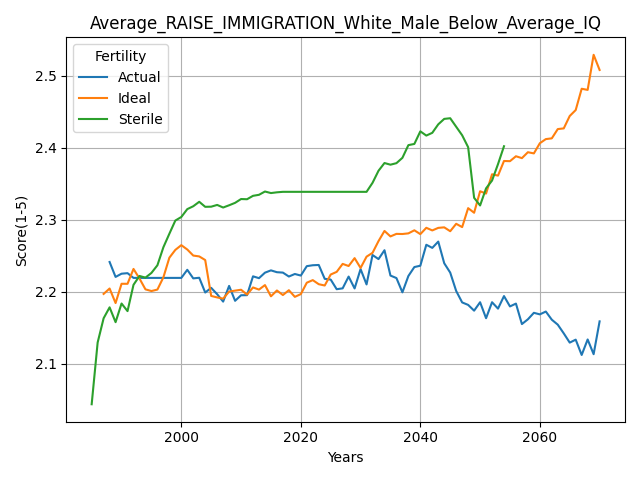 Average_RAISE_IMMIGRATION_White_Male_Below_Average_IQ
Fertility
Actual
Ideal
Sterile
Score(1-5)
2.5
2.4
2.3
2.2
2.1
2000
2020
2040
2060
Years